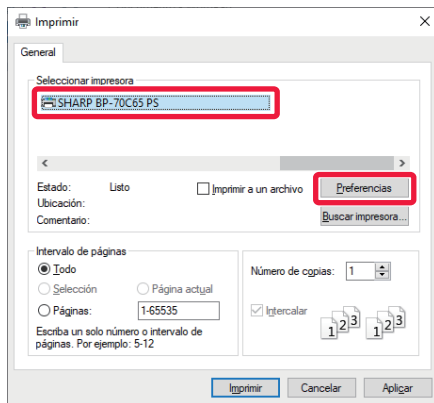 Imprimir
General
Seleccionar impresora
SHARP BP-70C65 PS
Estado: Listo
Imprimir a un archivo
Preferencias
Ubicación:
Comentario:
Buscar impresora...
Intervalo de páginas
Todo
Selección Página actual
Páginas: 1-65535
Escriba un solo número o intervalo de
páginas. Por ejemplo: 5-12
Número de copias: 1
Intercalar
1 2 3 1 2 3
Imprimir Cancelar Aplicar